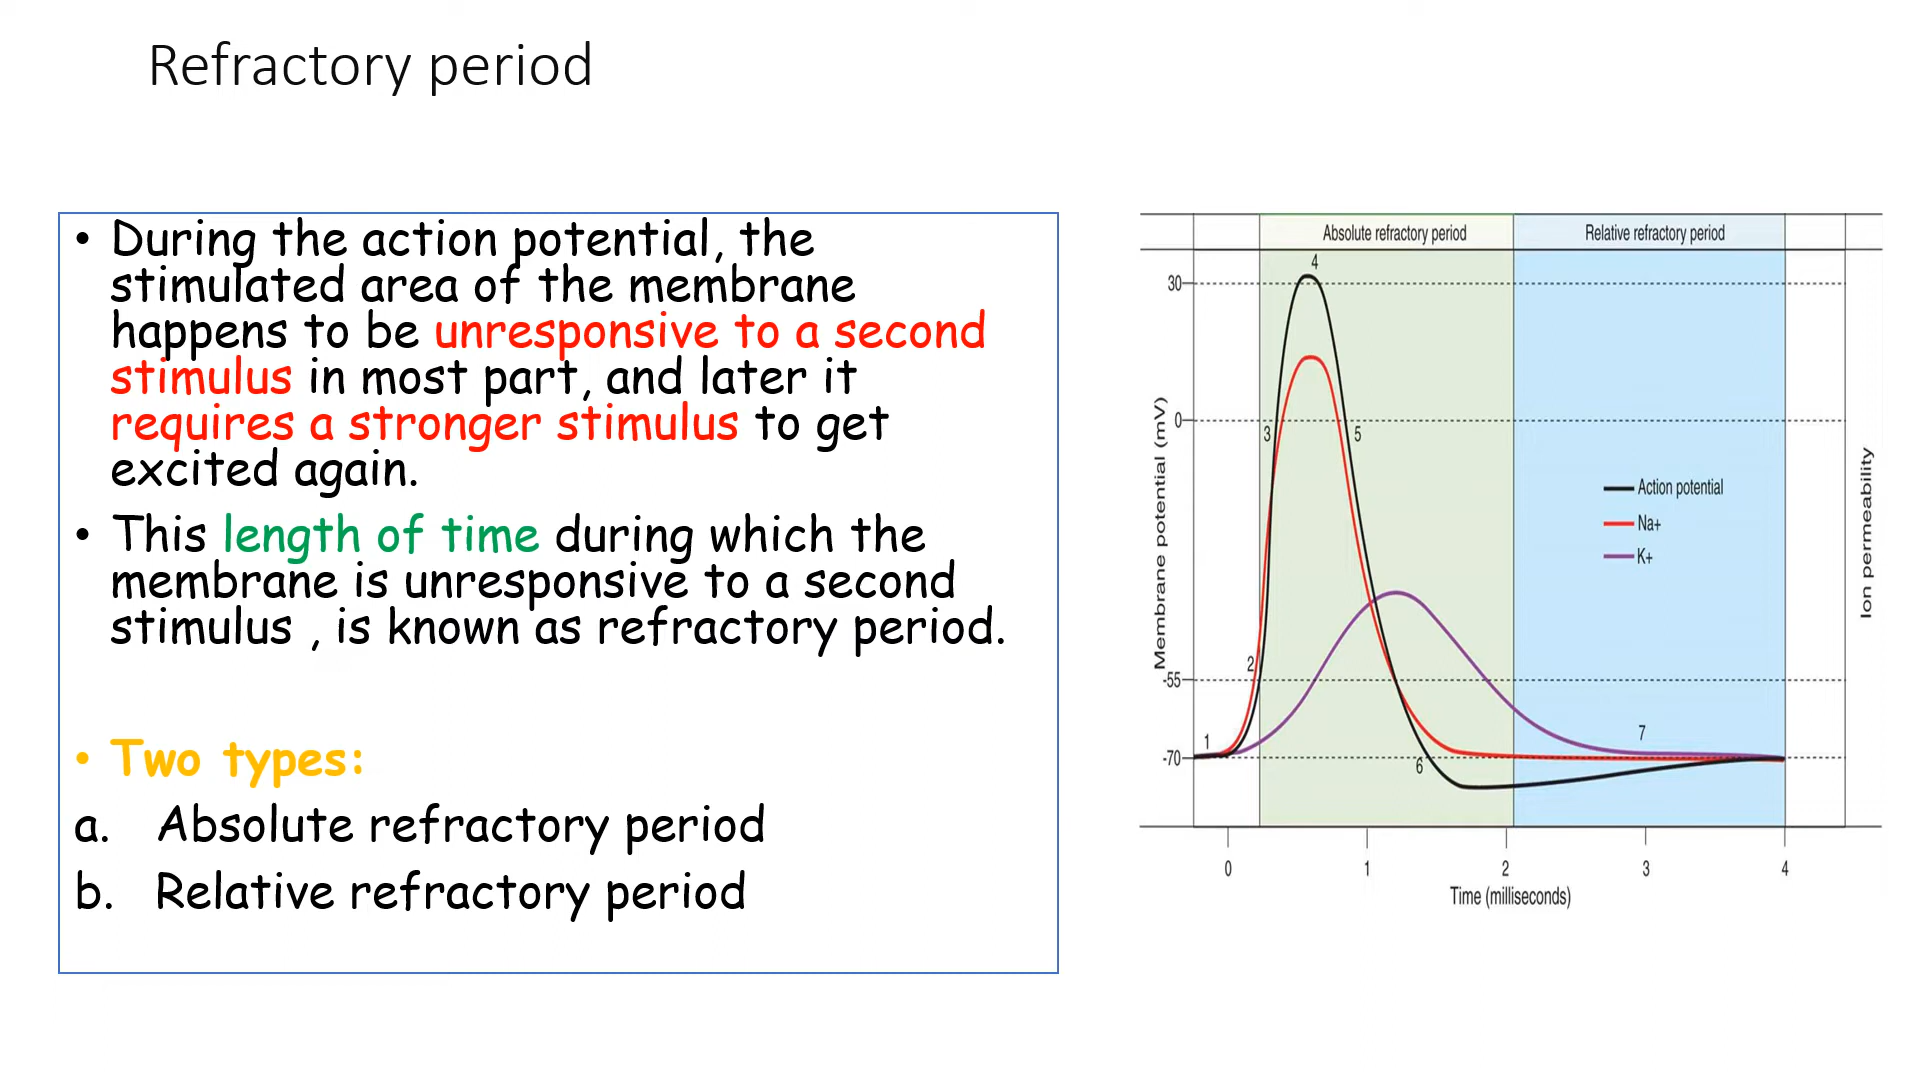 Refractory period
• During the action potential, the
stimulated area of the membrane
happens to be unresponsive to a second
stimulus in most part, and later it
requires a stronger stimulus to get
excited again.
• This length of time during which the
membrane is unresponsive to a second
stimulus , is known as refractory period.
• Two types:
a. Absolute refractory period
b. Relative refractory period
Absolute refractory period
Relative refractory period
Membrane potential (mV)
30
0
-55
-70
1
2
3
4
5
6
7
Action potential
Na+
K+
Ion permeability
0 1 2 3 4
Time (milliseconds)